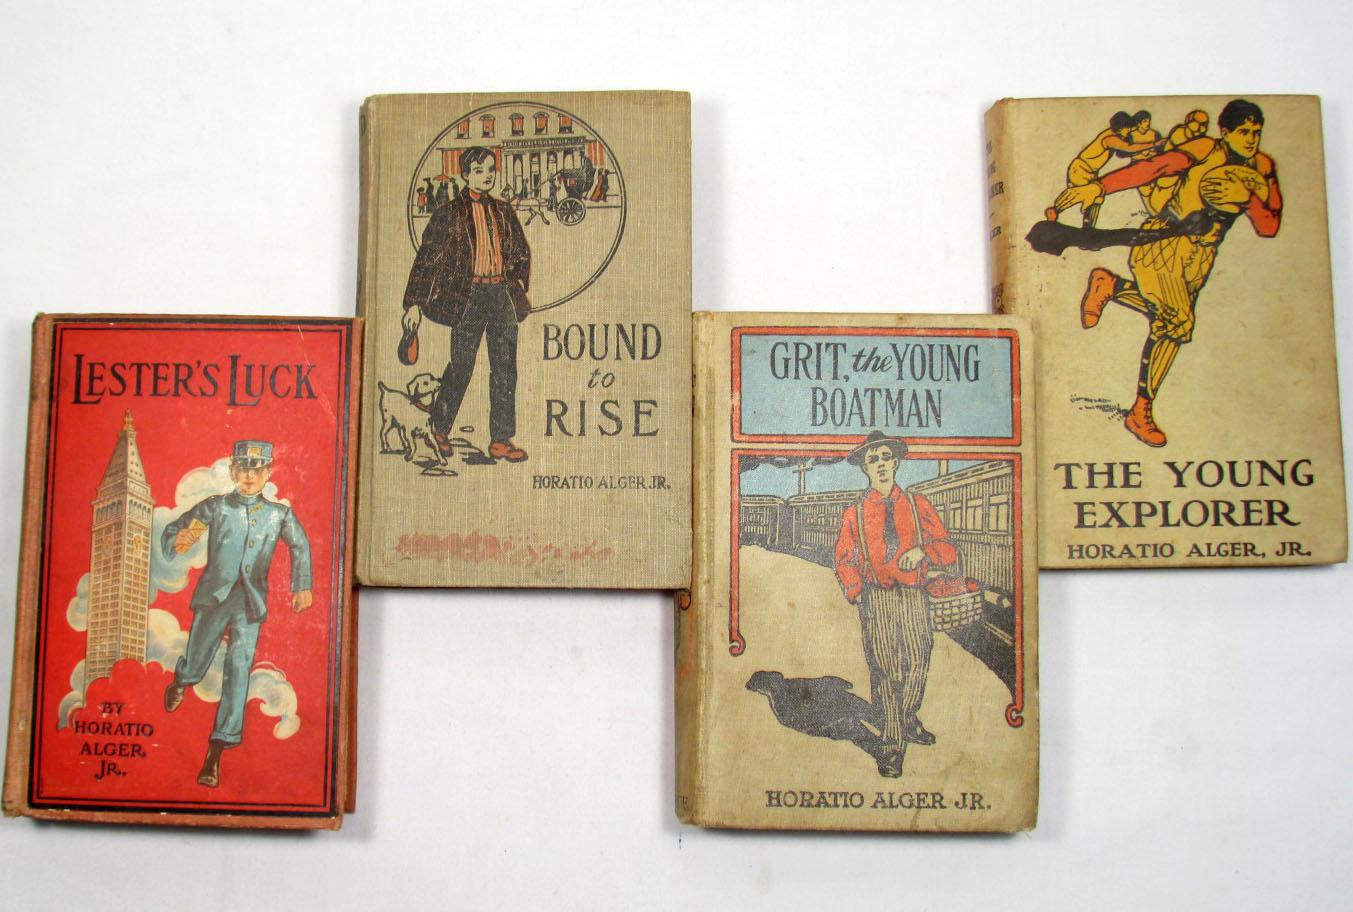 LESTER'S LUCK
BY
HORATIO
ALGER,
JR.
BOUND
to
RISE
HORATIO ALGER JR.
GRIT, the YOUNG
BOATMAN
HORATIO ALGER JR.
THE YOUNG
EXPLORER
HORATIO ALGER, JR.